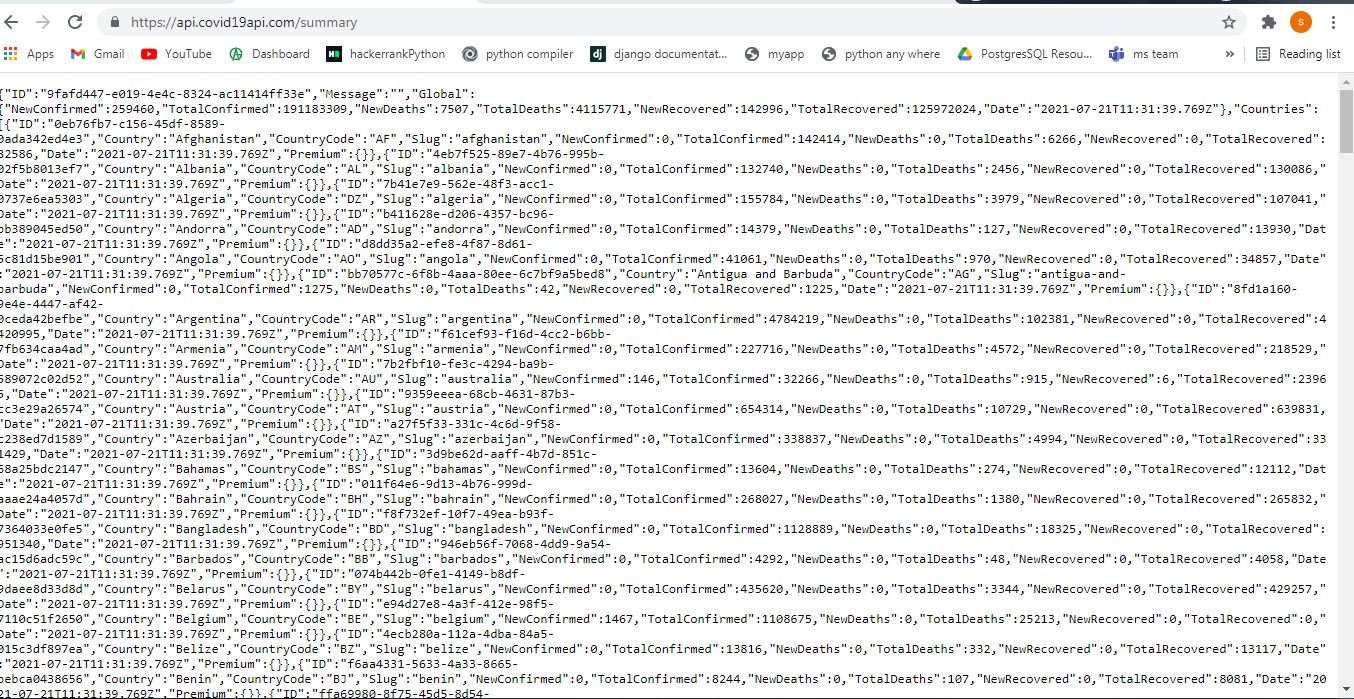 https://api.covid19api.com/summary
S
Apps Gmail YouTube Dashboard hackerrankPython python compiler django documentat... myapp python any where PostgresSQL Resou... ms team » Reading list
{"ID":"9fafd447-e019-4e4c-8324-ac11414ff33e","Message":"","Global":
{"NewConfirmed":259460,"TotalConfirmed":191183309,"NewDeaths":7507,"TotalDeaths":4115771,"NewRecovered":142996,"TotalRecovered":125972024,"Date":"2021-07-21T11:31:39.769Z"},"Countries":
[{"ID":"0eb76fb7-c156-45df-8589-
0ada342ed4e3","Country":"Afghanistan","CountryCode":"AF","Slug":"afghanistan","NewConfirmed":0,"TotalConfirmed":142414,"NewDeaths":0,"TotalDeaths":6266,"NewRecovered":0,"TotalRecovered":
82586,"Date":"2021-07-21T11:31:39.769Z","Premium":{}},{"ID":"4eb7f525-89e7-4b76-995b-
02f5b8013ef7","Country":"Albania","CountryCode":"AL","Slug":"albania","NewConfirmed":0,"TotalConfirmed":132740,"NewDeaths":0,"TotalDeaths":2456,"NewRecovered":0,"TotalRecovered":130086,"
Date":"2021-07-21T11:31:39.769Z","Premium":{}},{"ID":"7b41e7e9-562e-48f3-acc1-
0737e6ea5303","Country":"Algeria","CountryCode":"DZ","Slug":"algeria","NewConfirmed":0,"TotalConfirmed":155784,"NewDeaths":0,"TotalDeaths":3979,"NewRecovered":0,"TotalRecovered":107041,"
Date":"2021-07-21T11:31:39.769Z","Premium":{}},{"ID":"b411628e-d206-4357-bc96-
bb389045ed50","Country":"Andorra","CountryCode":"AD","Slug":"andorra","NewConfirmed":0,"TotalConfirmed":14379,"NewDeaths":0,"TotalDeaths":127,"NewRecovered":0,"TotalRecovered":13930,"Dat
e":"2021-07-21T11:31:39.769Z","Premium":{}},{"ID":"d8dd35a2-efe8-4f87-8d61-
5c81d15be901","Country":"Angola","CountryCode":"AO","Slug":"angola","NewConfirmed":0,"TotalConfirmed":41061,"NewDeaths":0,"TotalDeaths":970,"NewRecovered":0,"TotalRecovered":34857,"Date"
:"2021-07-21T11:31:39.769Z","Premium":{}},{"ID":"bb70577c-6f8b-4aaa-80ee-6c7bf9a5bed8","Country":"Antigua and Barbuda","CountryCode":"AG","Slug":"antigua-and-
barbuda","NewConfirmed":0,"TotalConfirmed":1275,"NewDeaths":0,"TotalDeaths":42,"NewRecovered":0,"TotalRecovered":1225,"Date":"2021-07-21T11:31:39.769Z","Premium":{}},{"ID":"8fd1a160-
9e4e-4447-af42-
0ceda42befbe","Country":"Argentina","CountryCode":"AR","Slug":"argentina","NewConfirmed":0,"TotalConfirmed":4784219,"NewDeaths":0,"TotalDeaths":102381,"NewRecovered":0,"TotalRecovered":4
420995,"Date":"2021-07-21T11:31:39.769Z","Premium":{}},{"ID":"f61cef93-f16d-4cc2-b6bb-
7fb634caa4ad","Country":"Armenia","CountryCode":"AM","Slug":"armenia","NewConfirmed":0,"TotalConfirmed":227716,"NewDeaths":0,"TotalDeaths":4572,"NewRecovered":0,"TotalRecovered":218529,"
Date":"2021-07-21T11:31:39.769Z","Premium":{}},{"ID":"7b2fbf10-fe3c-4294-ba9b-
589072c02d52","Country":"Australia","CountryCode":"AU","Slug":"australia","NewConfirmed":146,"TotalConfirmed":32266,"NewDeaths":0,"TotalDeaths":915,"NewRecovered":6,"TotalRecovered":2396
5,"Date":"2021-07-21T11:31:39.769Z","Premium":{}},{"ID":"9359eeea-68cb-4631-87b3-
cc3e29a26574","Country":"Austria","CountryCode":"AT","Slug":"austria","NewConfirmed":0,"TotalConfirmed":654314,"NewDeaths":0,"TotalDeaths":10729,"NewRecovered":0,"TotalRecovered":639831,
"Date":"2021-07-21T11:31:39.769Z","Premium":{}},{"ID":"a27f5f33-331c-4c6d-9f58-
c238ed7d1589","Country":"Azerbaijan","CountryCode":"AZ","Slug":"azerbaijan","NewConfirmed":0,"TotalConfirmed":338837,"NewDeaths":0,"TotalDeaths":4994,"NewRecovered":0,"TotalRecovered":33
1429,"Date":"2021-07-21T11:31:39.769Z","Premium":{}},{"ID":"3d9be62d-aaff-4b7d-851c-
58a25bdc2147","Country":"Bahamas","CountryCode":"BS","Slug":"bahamas","NewConfirmed":0,"TotalConfirmed":13604,"NewDeaths":0,"TotalDeaths":274,"NewRecovered":0,"TotalRecovered":12112,"Dat
e":"2021-07-21T11:31:39.769Z","Premium":{}},{"ID":"011f64e6-9d13-4b76-999d-
aaae24a4057d","Country":"Bahrain","CountryCode":"BH","Slug":"bahrain","NewConfirmed":0,"TotalConfirmed":268027,"NewDeaths":0,"TotalDeaths":1380,"NewRecovered":0,"TotalRecovered":265832,"
Date":"2021-07-21T11:31:39.769Z","Premium":{}},{"ID":"f8f732ef-10f7-49ea-b93f-
7364033e0fe5","Country":"Bangladesh","CountryCode":"BD","Slug":"bangladesh","NewConfirmed":0,"TotalConfirmed":1128889,"NewDeaths":0,"TotalDeaths":18325,"NewRecovered":0,"TotalRecovered":
951340,"Date":"2021-07-21T11:31:39.769Z","Premium":{}},{"ID":"946eb56f-7068-4dd9-9a54-
ac15d6adc59c","Country":"Barbados","CountryCode":"BB","Slug":"barbados","NewConfirmed":0,"TotalConfirmed":4292,"NewDeaths":0,"TotalDeaths":48,"NewRecovered":0,"TotalRecovered":4058,"Date
":"2021-07-21T11:31:39.769Z","Premium":{}},{"ID":"074b442b-0fe1-4149-b8df-
9daee8d33d8d","Country":"Belarus","CountryCode":"BY","Slug":"belarus","NewConfirmed":0,"TotalConfirmed":435620,"NewDeaths":0,"TotalDeaths":3344,"NewRecovered":0,"TotalRecovered":429257,"
Date":"2021-07-21T11:31:39.769Z","Premium":{}},{"ID":"e94d27e8-4a3f-412e-98f5-
7110c51f2650","Country":"Belgium","CountryCode":"BE","Slug":"belgium","NewConfirmed":1467,"TotalConfirmed":1108675,"NewDeaths":0,"TotalDeaths":25213,"NewRecovered":0,"TotalRecovered":0,"
Date":"2021-07-21T11:31:39.769Z","Premium":{}},{"ID":"4ecb280a-112a-4dba-84a5-
015c3df897ea","Country":"Belize","CountryCode":"BZ","Slug":"belize","NewConfirmed":0,"TotalConfirmed":13816,"NewDeaths":0,"TotalDeaths":332,"NewRecovered":0,"TotalRecovered":13117,"Date"
:"2021-07-21T11:31:39.769Z","Premium":{}},{"ID":"f6aa4331-5633-4a33-8665-
bebca0438656","Country":"Benin","CountryCode":"BJ","Slug":"benin","NewConfirmed":0,"TotalConfirmed":8244,"NewDeaths":0,"TotalDeaths":107,"NewRecovered":0,"TotalRecovered":8081,"Date":"20
21-07-21T11:31:39.769Z","Premium":{}},{"ID":"ffa69980-8f75-45d5-8d54-